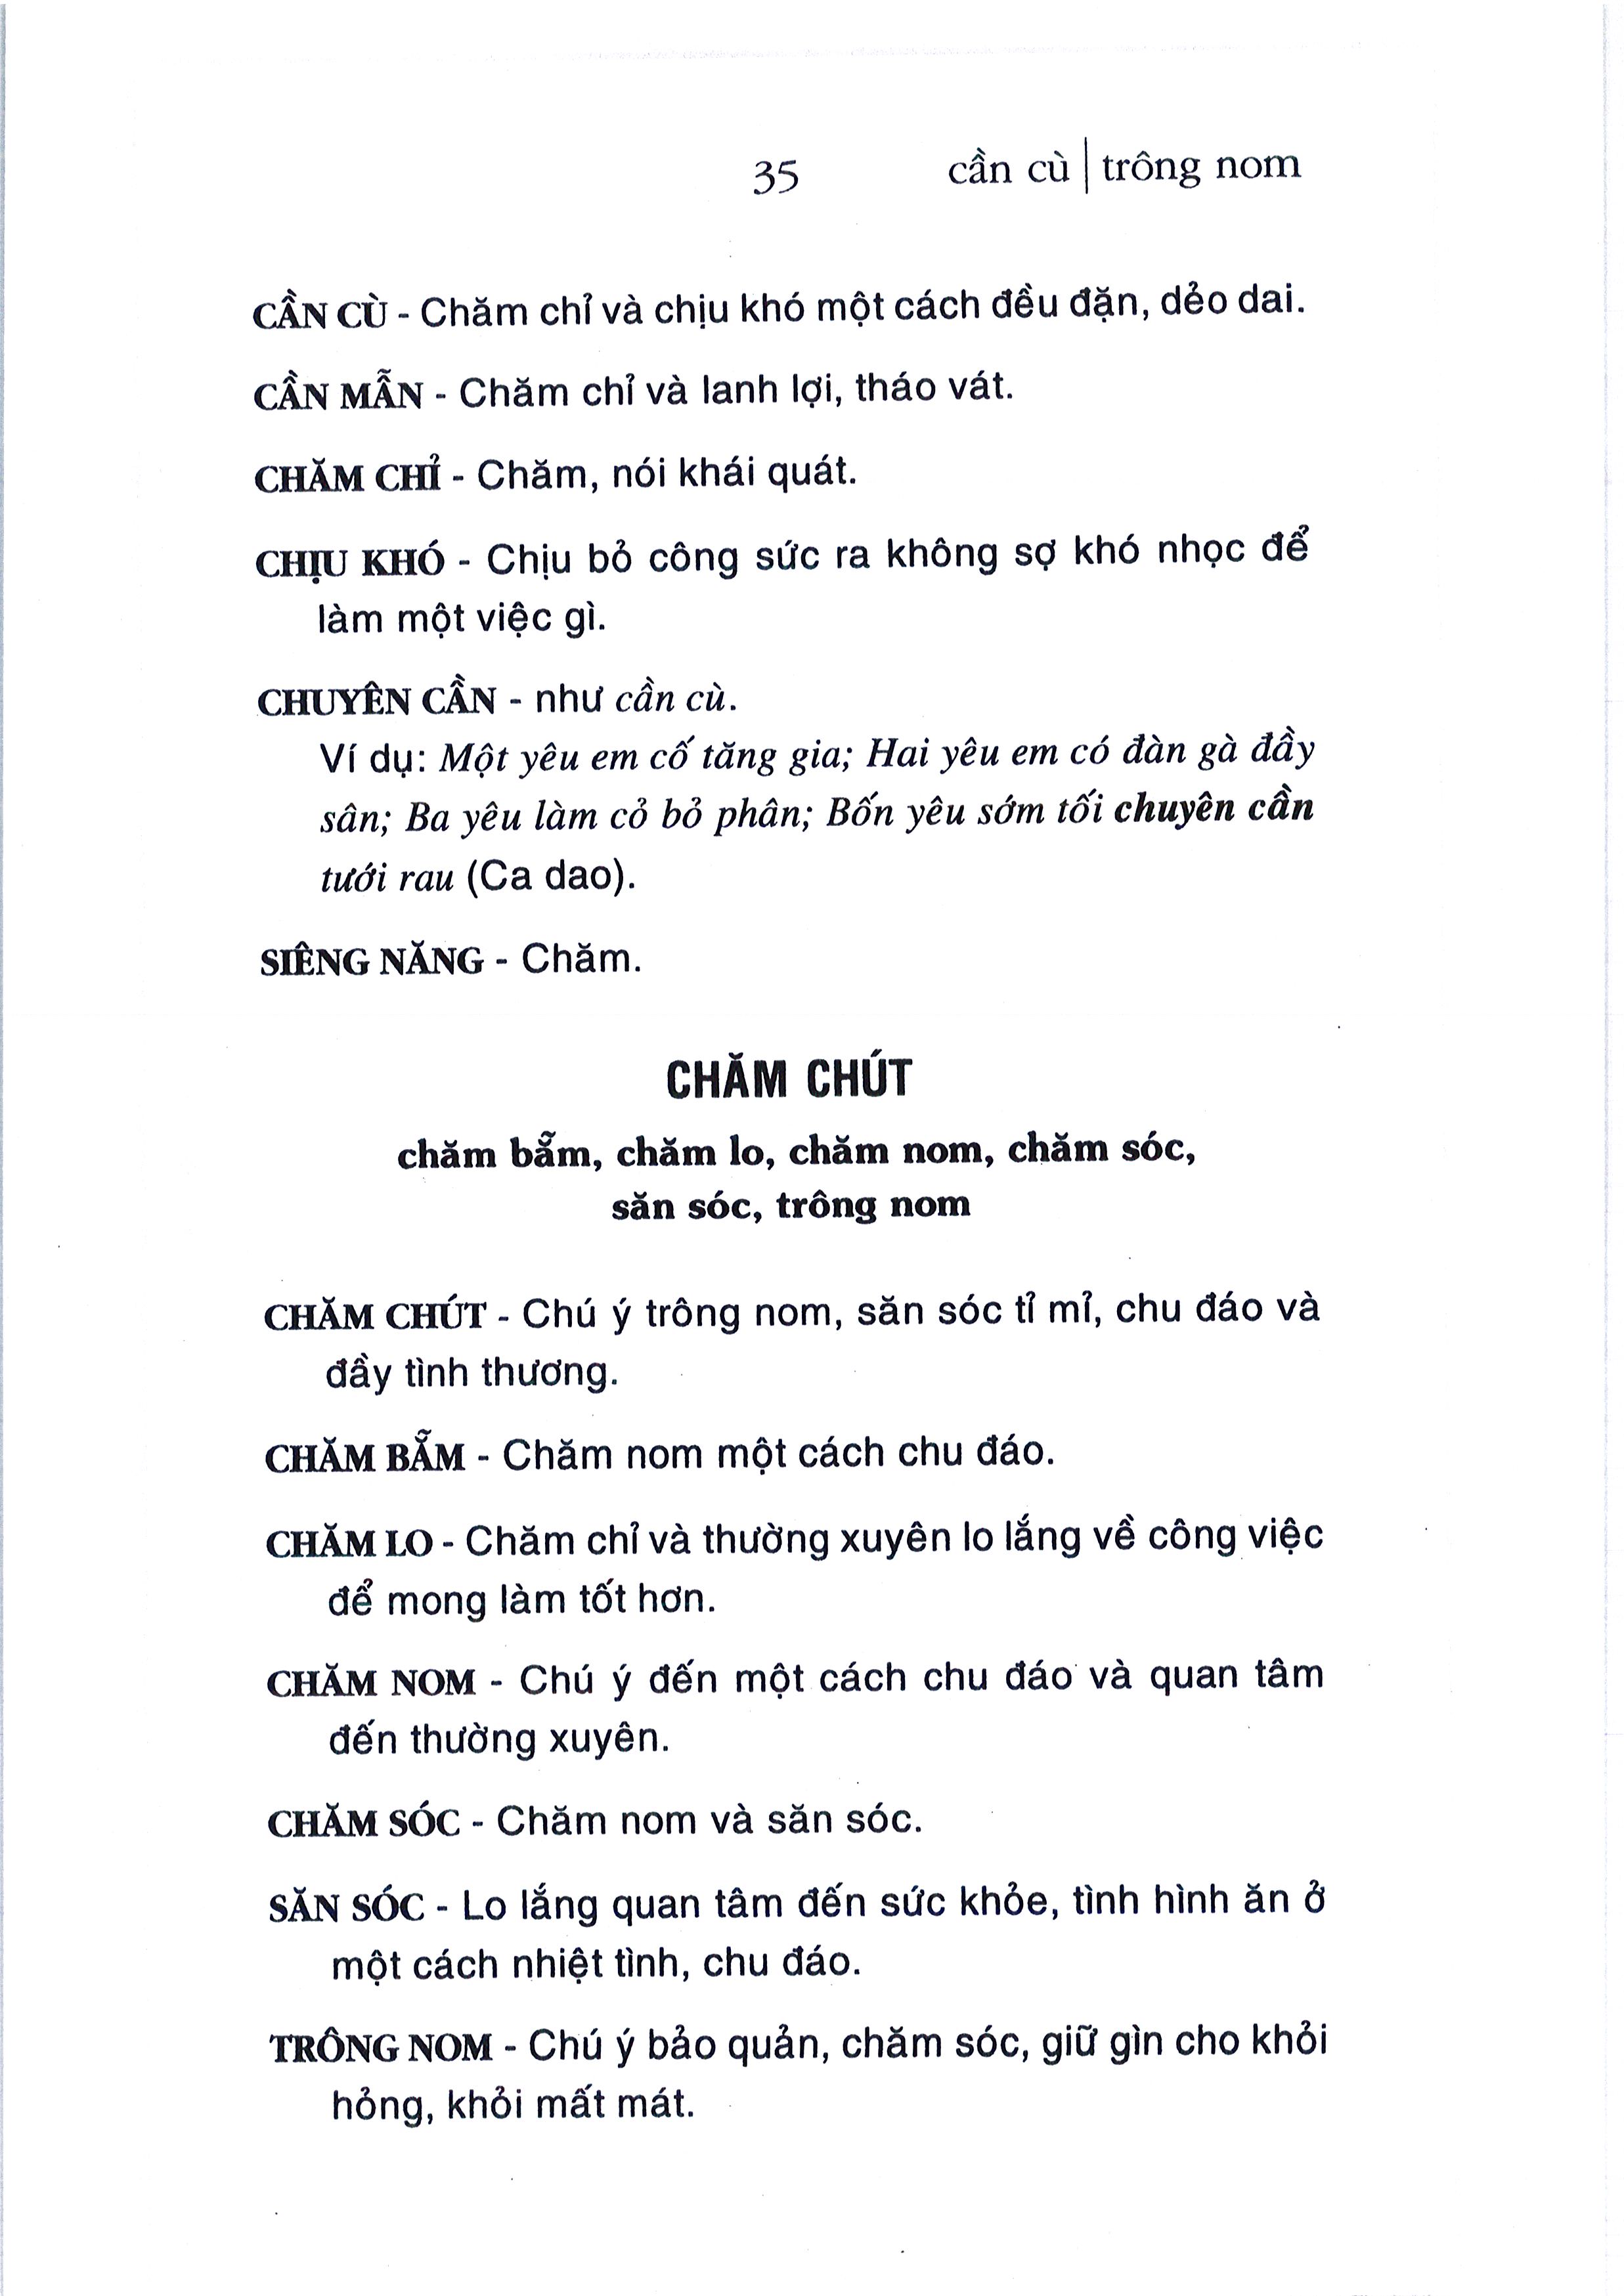 35 cần cù | trông nom
CẦN CÙ - Chăm chỉ và chịu khó một cách đều đặn, dẻo dai.
CẦN MẪN - Chăm chỉ và lanh lợi, tháo vát.
CHĂM CHỈ - Chăm, nói khái quát.
CHỊU KHÓ - Chịu bỏ công sức ra không sợ khó nhọc để
làm một việc gì.
CHUYÊN CẦN - như cần cù.
Ví dụ: Một yêu em cố tăng gia; Hai yêu em có đàn gà đầy
sân; Ba yêu làm cỏ bỏ phân; Bốn yêu sớm tối chuyên cần
tưới rau (Ca dao).
SIÊNG NĂNG - Chăm.
CHĂM CHÚT
chăm bẵm, chăm lo, chăm nom, chăm sóc,
săn sóc, trông nom
CHĂM CHÚT - Chú ý trông nom, săn sóc tỉ mỉ, chu đáo và
đầy tình thương.
CHĂM BẴM - Chăm nom một cách chu đáo.
CHĂM LO - Chăm chỉ và thường xuyên lo lắng về công việc
để mong làm tốt hơn.
CHĂM NOM - Chú ý đến một cách chu đáo và quan tâm
đến thường xuyên.
CHĂM SÓC - Chăm nom và săn sóc.
SĂN SÓC - Lo lắng quan tâm đến sức khỏe, tình hình ăn ở
một cách nhiệt tình, chu đáo.
TRÔNG NOM - Chú ý bảo quản, chăm sóc, giữ gìn cho khỏi
hỏng, khỏi mất mát.